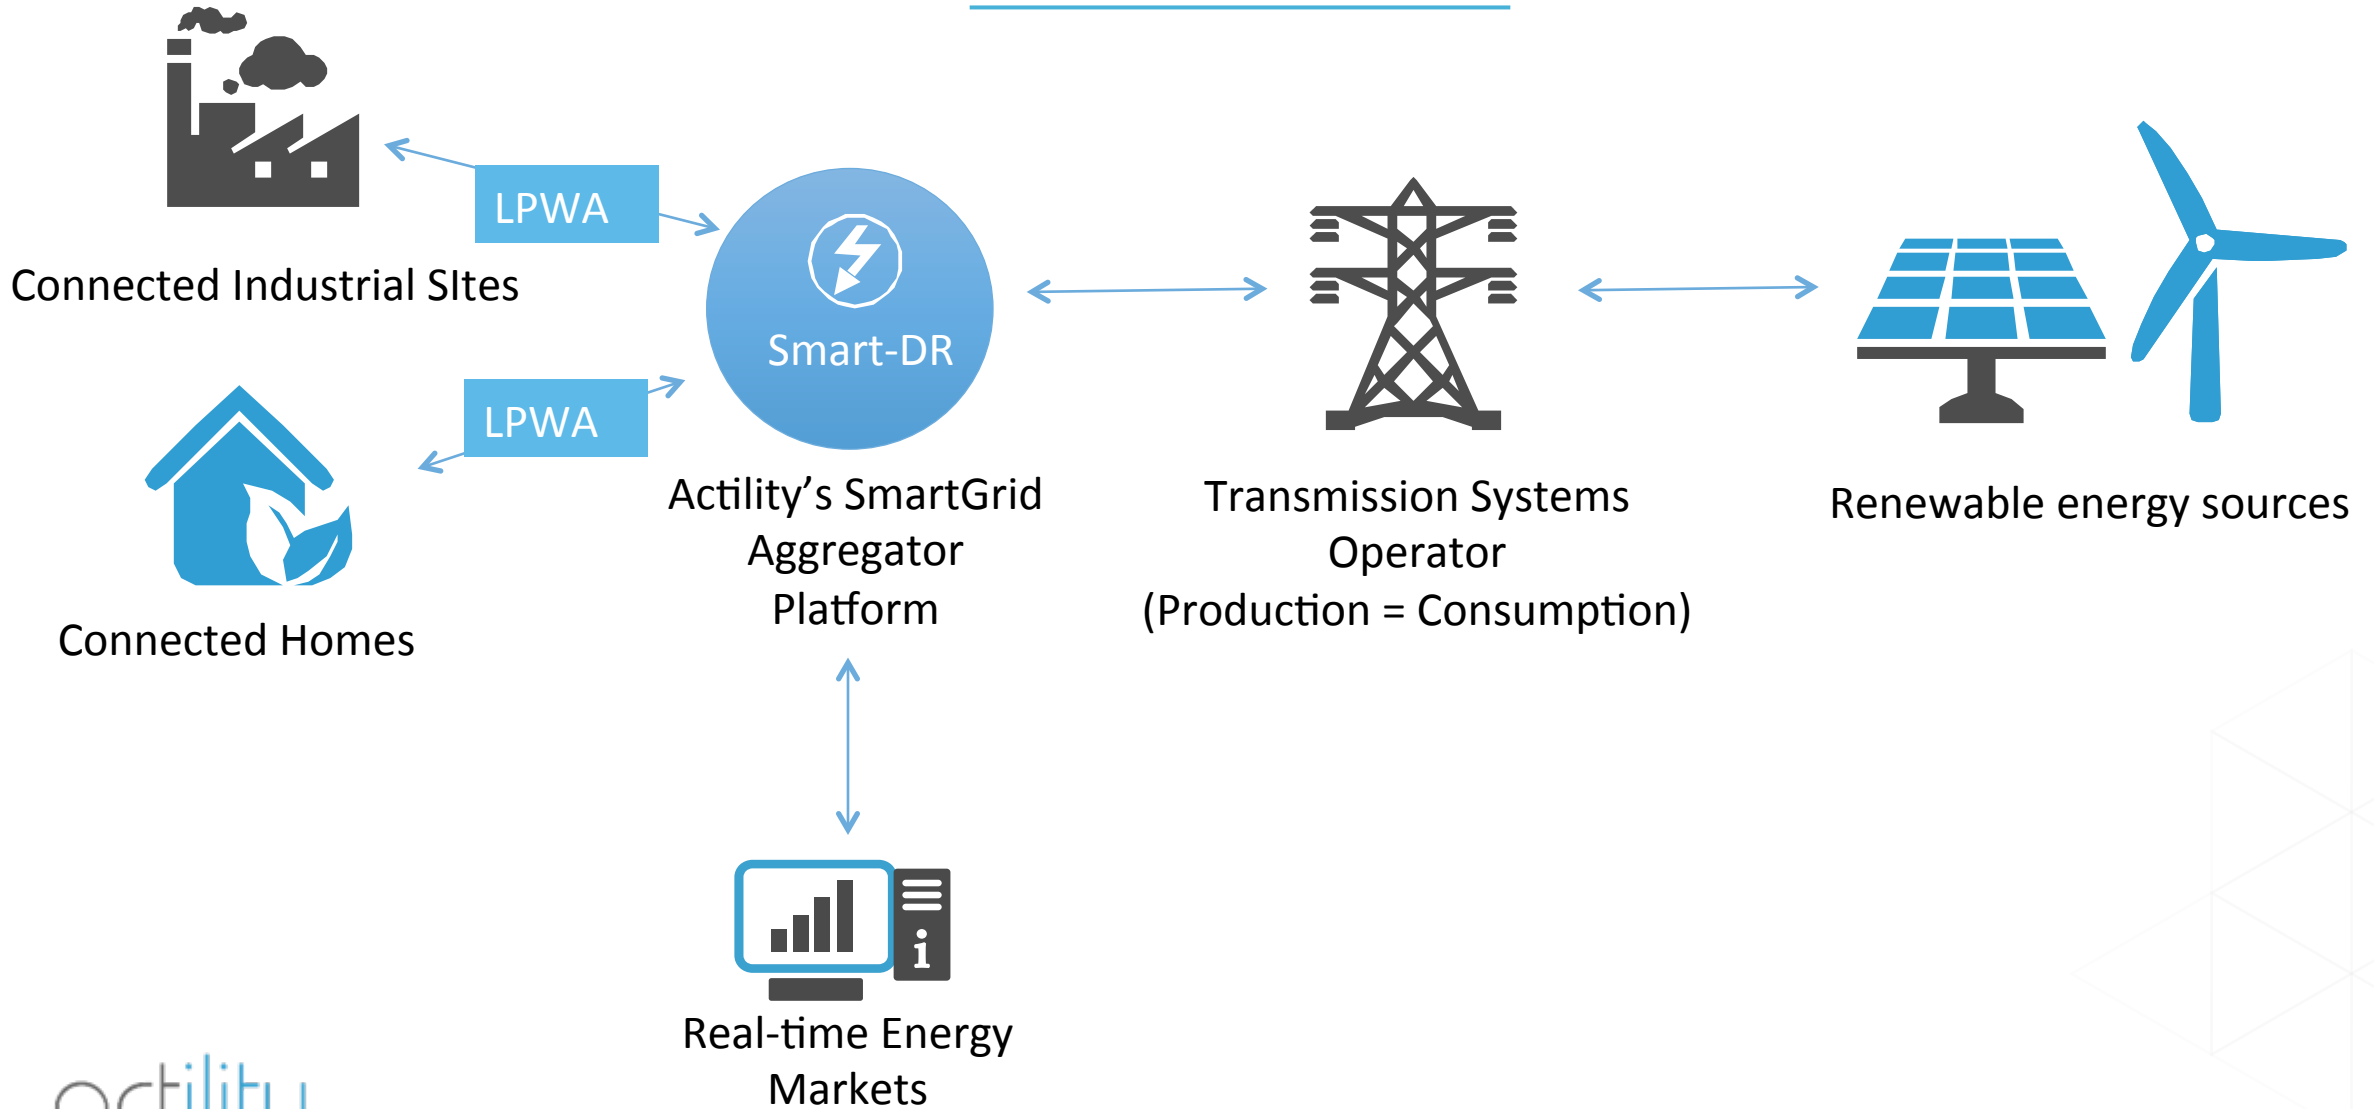 LPWA
Connected Industrial SItes
Smart-DR
LPWA
Connected Homes
Actility’s SmartGrid
Aggregator
Platform
Transmission Systems
Operator
(Production = Consumption)
Renewable energy sources
i
Real-time Energy
Markets
actility